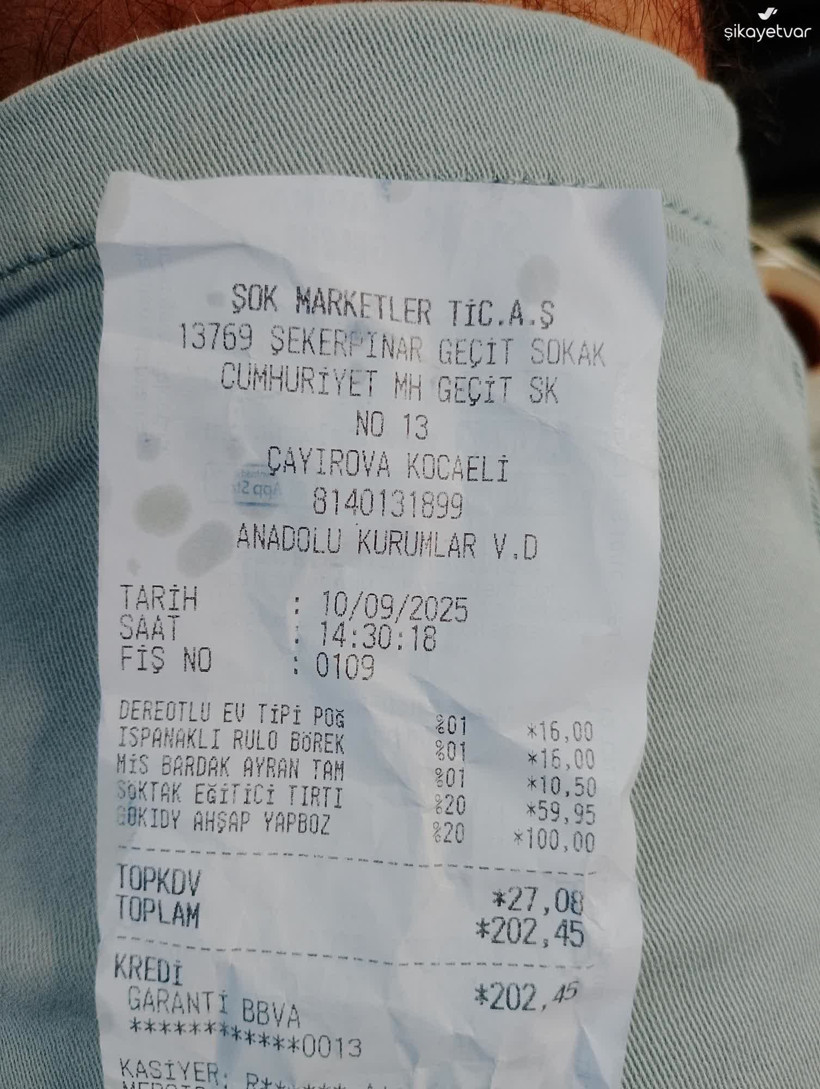 şikayetvar
ŞOK MARKETLER TİC.A.Ş
13769 ŞEKERPINAR GEÇİT SOKAK
CUMHURİYET MH GEÇİT SK
NO 13
ÇAYIROVA KOCAELİ
8140131899
ANADOLU KURUMLAR V.D
TARİH : 10/09/2025
SAAT : 14:30:18
FİŞ NO : 0109
DEREOTLU EV TİPİ POĞ %01 *16,00
ISPANAKLI RULO BÖREK %01 *16,00
MİS BARDAK AYRAN TAM %01 *10,50
SOKTAK EĞİTİCİ TIRTI %20 *59,95
GOKIDY AHŞAP YAPBOZ %20 *100,00
TOPKDV *27,08
TOPLAM *202,45
KREDİ *202,45
GARANTİ BBVA
************0013
KASİYER: